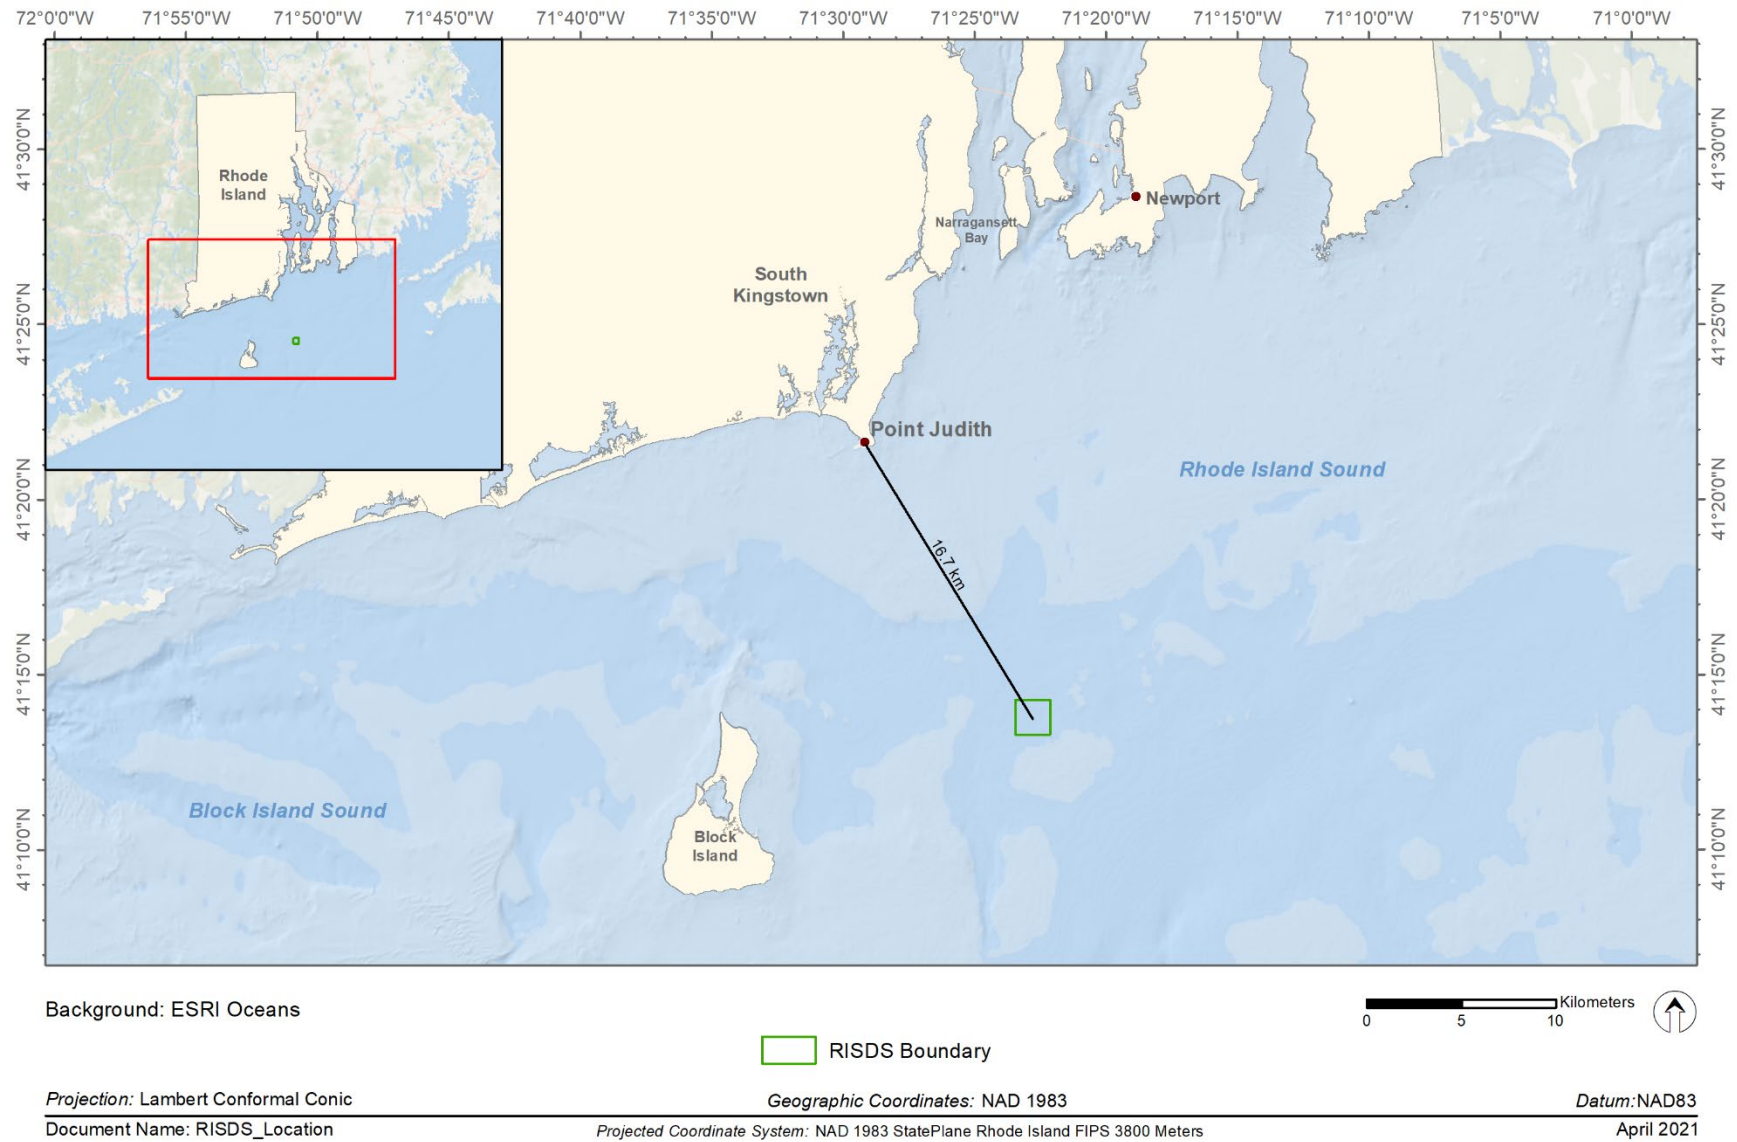 72°0'0"W 71°55'0"W 71°50'0"W 71°45'0"W 71°40'0"W 71°35'0"W 71°30'0"W 71°25'0"W 71°20'0"W 71°15'0"W 71°10'0"W 71°5'0"W 71°0'0"W
41°30'0"N
41°30'0"N
Rhode
Island
Newport
Narragansett
Bay
South
Kingstown
41°25'0"N
41°25'0"N
Point Judith
Rhode Island Sound
41°20'0"N
41°20'0"N
16.7 km
41°15'0"N
41°15'0"N
Block Island Sound
Block
Island
41°10'0"N
41°10'0"N
Background: ESRI Oceans
Kilometers
0 5 10
RISDS Boundary
Projection: Lambert Conformal Conic
Geographic Coordinates: NAD 1983
Datum:NAD83
Document Name: RISDS_Location
Projected Coordinate System: NAD 1983 StatePlane Rhode Island FIPS 3800 Meters
April 2021